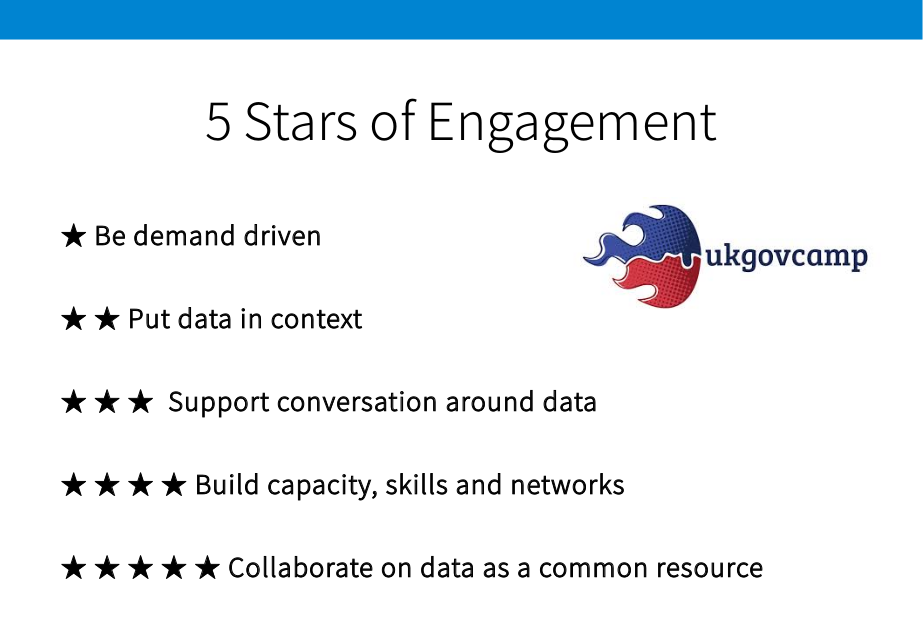 5 Stars of Engagement
★ Be demand driven
ukgovcamp
★ ★ Put data in context
★ ★ ★ Support conversation around data
★ ★ ★ ★ Build capacity, skills and networks
★ ★ ★ ★ ★ Collaborate on data as a common resource